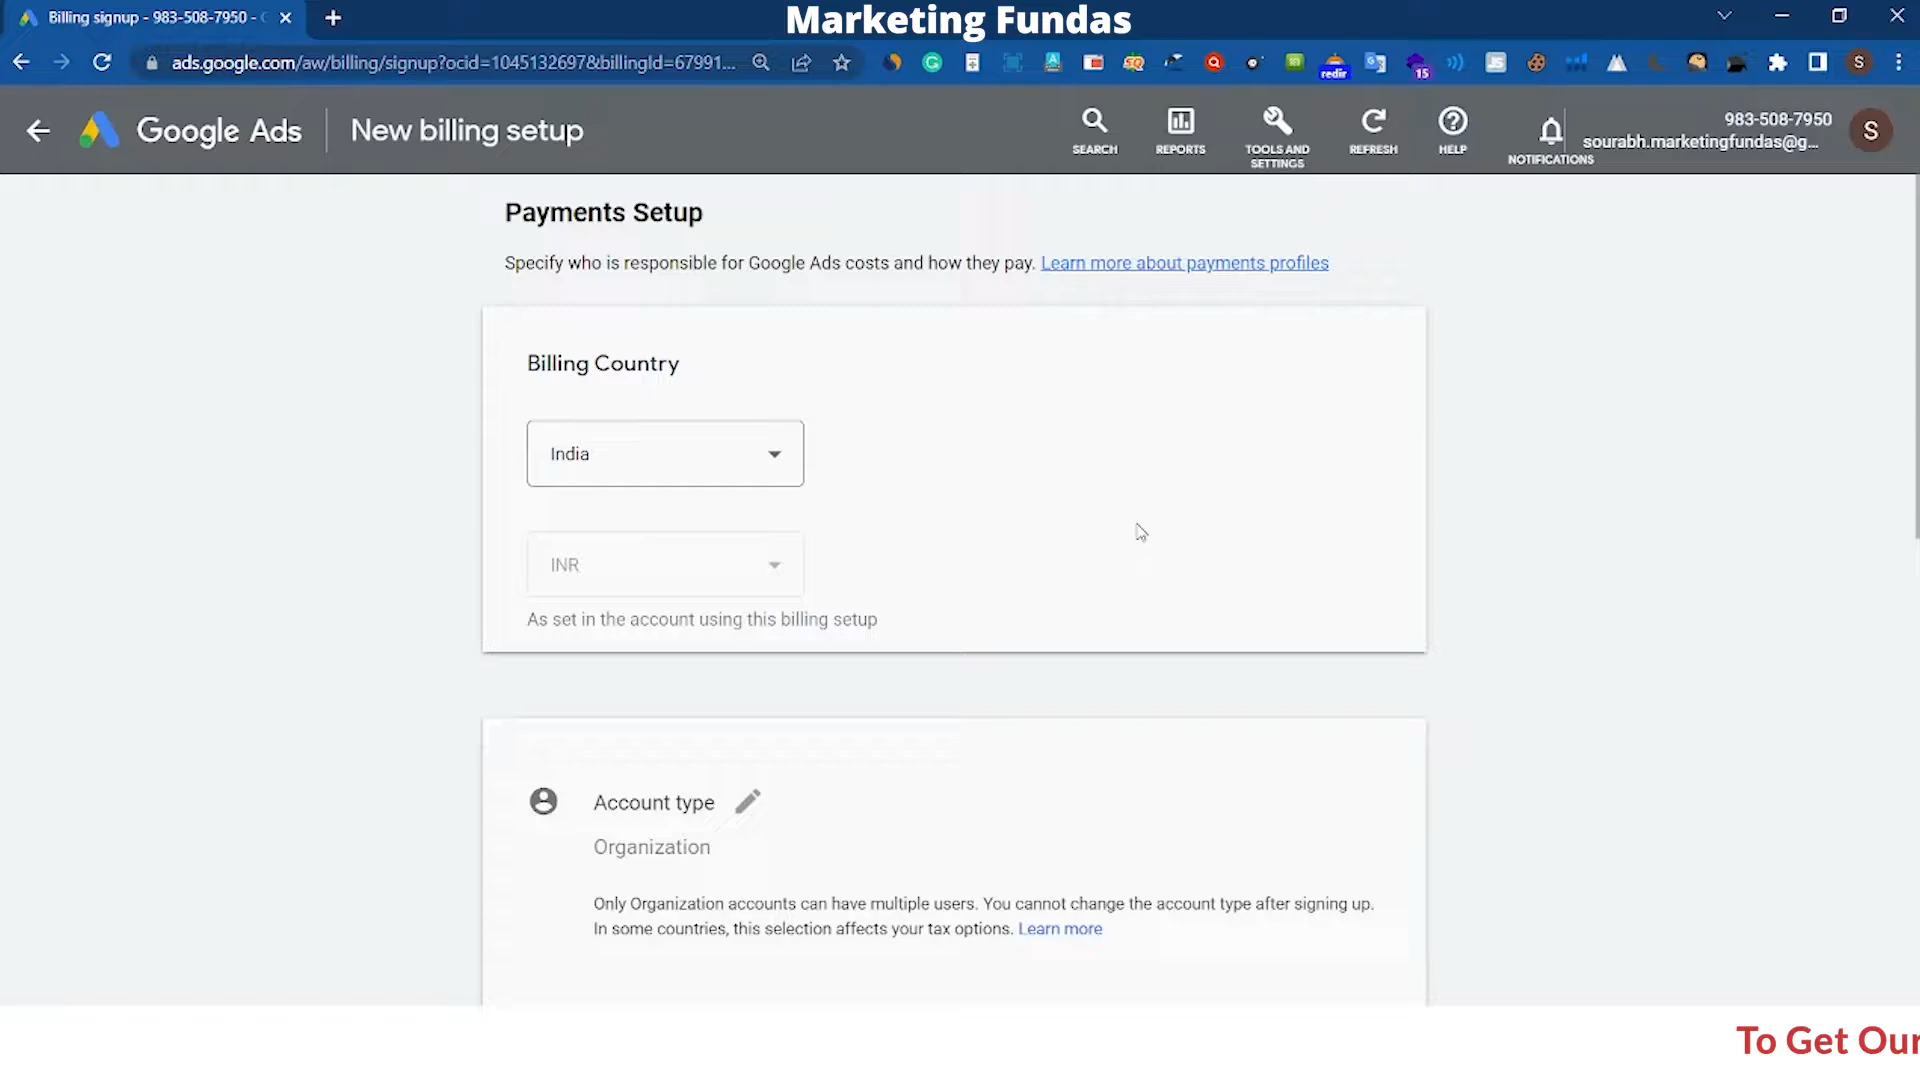 Marketing Fundas
Billing signup - 983-508-7950 -
ads.google.com/aw/billing/signup?ocid=1045132697&billingId=67991...
redir
15
S
Google Ads
New billing setup
SEARCH
REPORTS
TOOLS AND
SETTINGS
REFRESH
HELP
NOTIFICATIONS
983-508-7950
sourabh.marketingfundas@g...
S
Payments Setup
Specify who is responsible for Google Ads costs and how they pay. Learn more about payments profiles
Billing Country
India
INR
As set in the account using this billing setup
Account type
Organization
Only Organization accounts can have multiple users. You cannot change the account type after signing up.
In some countries, this selection affects your tax options. Learn more
To Get Our